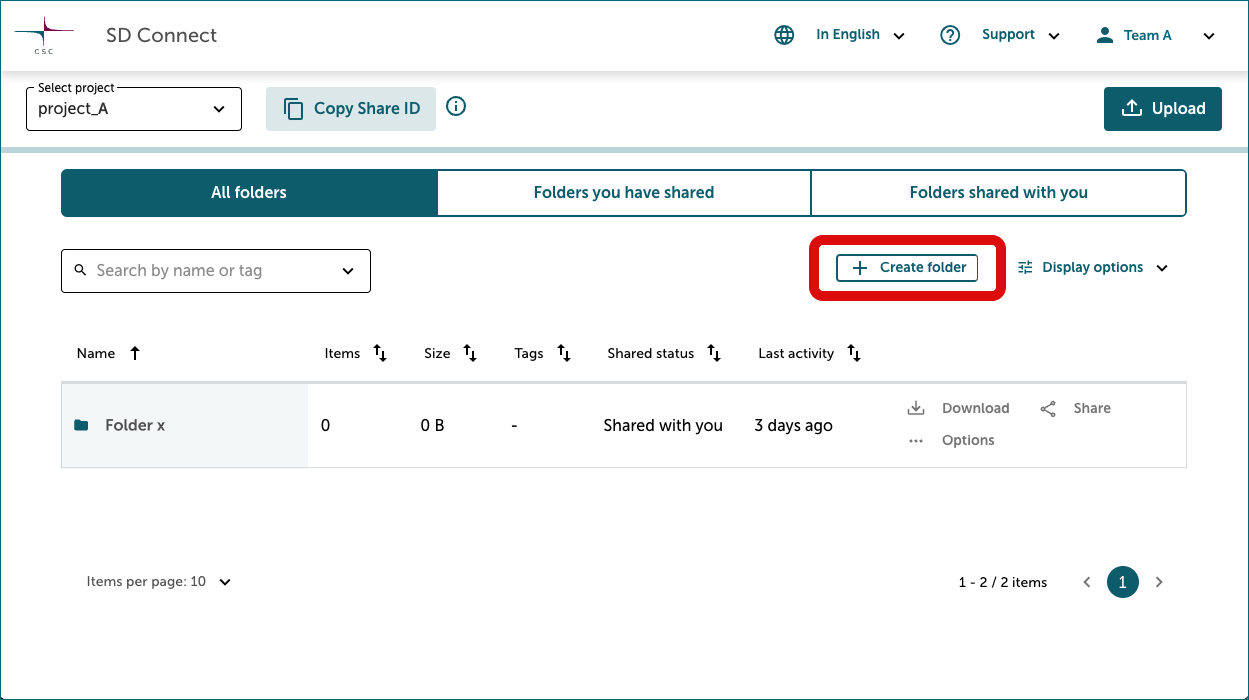 CSC
SD Connect
In English
Support
Team A
Select project
project_A
Copy Share ID
Upload
All folders
Folders you have shared
Folders shared with you
Search by name or tag
Create folder
Display options
Name
Items
Size
Tags
Shared status
Last activity
Folder x
0
0 B
-
Shared with you
3 days ago
Download
Share
Options
Items per page: 10
1 - 2 / 2 items
1